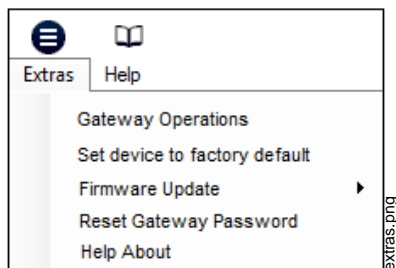 Extras Help
Gateway Operations
Set device to factory default
Firmware Update
Reset Gateway Password
Help About
extras.png